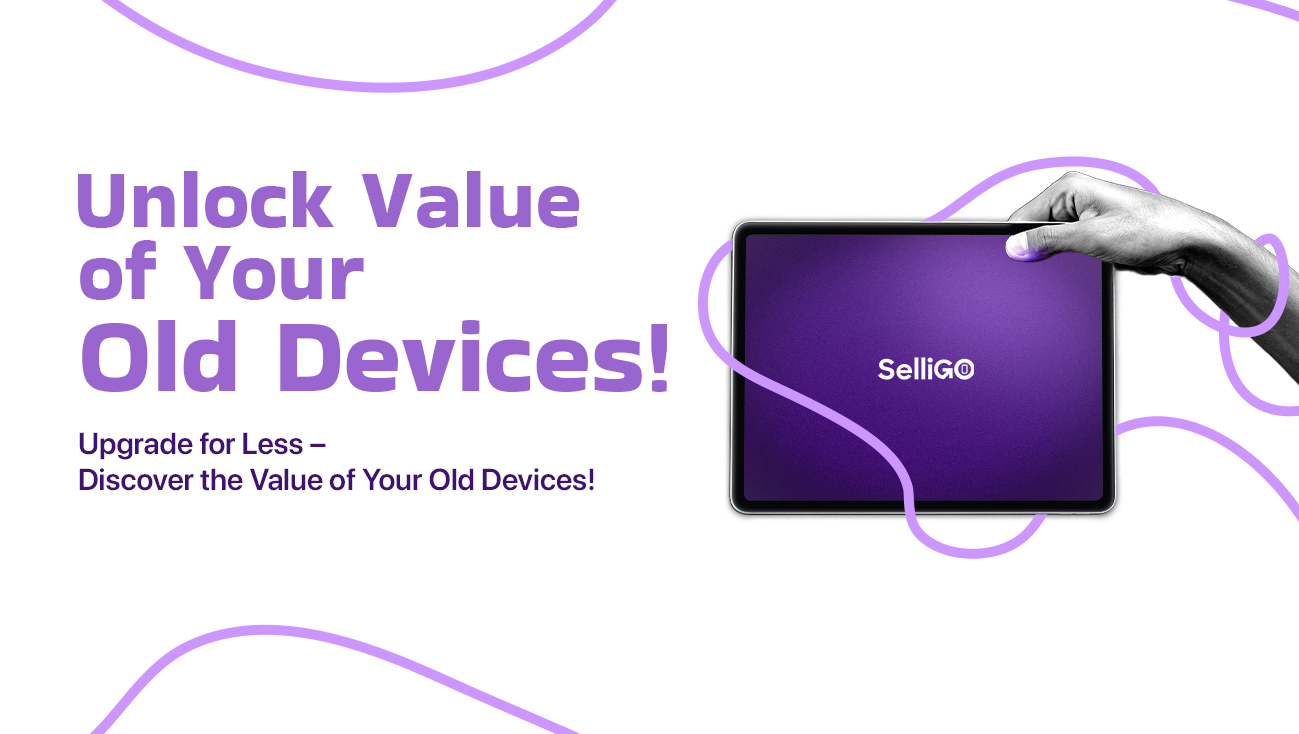 Unlock Value
of Your
Old Devices!
Upgrade for Less –
Discover the Value of Your Old Devices!
SelliGO